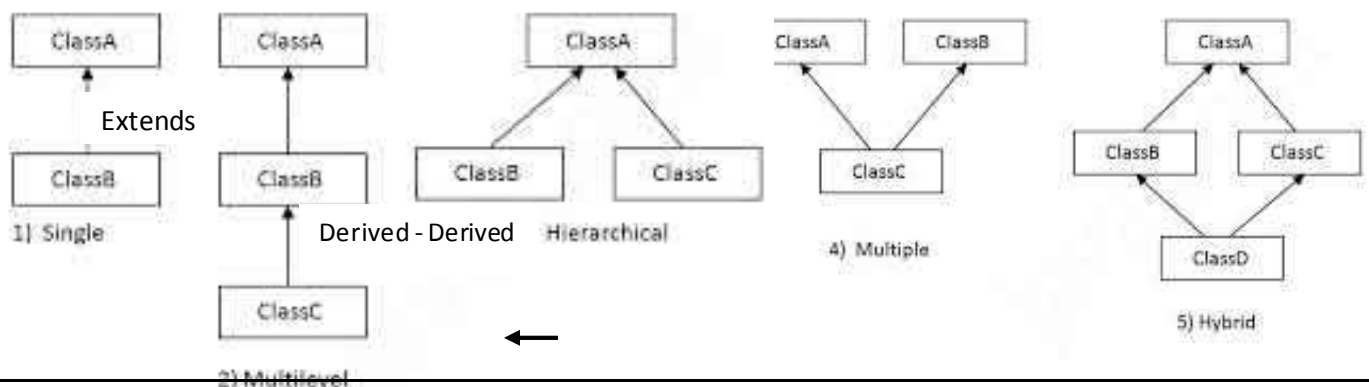 ClassA
Extends
ClassB
1) Single
ClassA
ClassB
ClassC
2) Multilevel
ClassA
ClassB ClassC
Derived - Derived Hierarchical
ClassA ClassB
ClassC
4) Multiple
ClassA
ClassB ClassC
ClassD
5) Hybrid